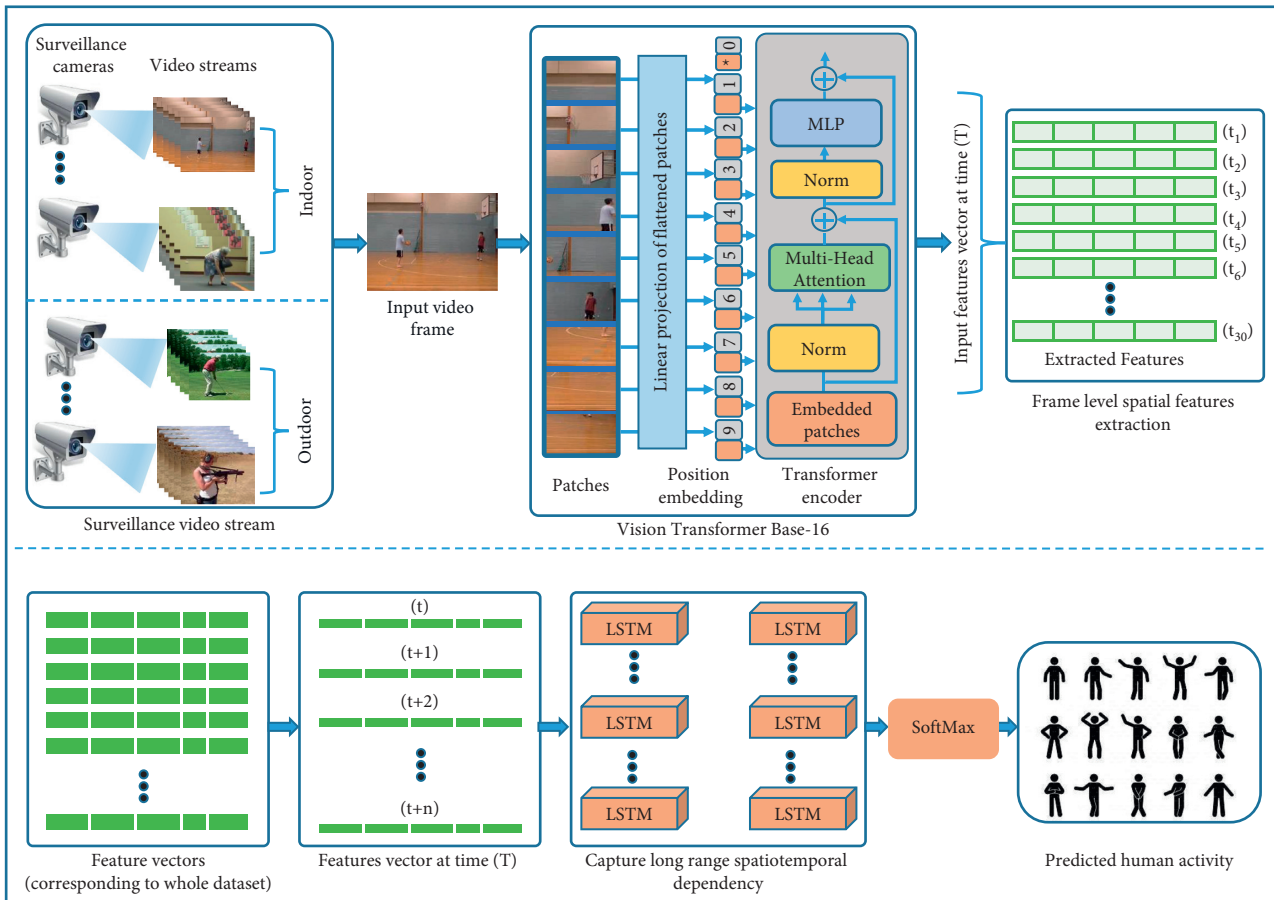 Surveillance
cameras
Video streams
Indoor
Outdoor
Surveillance video stream
Input video
frame
Patches
Linear projection of flattened patches
0
*
1
2
3
4
5
6
7
8
9
Position
embedding
MLP
Norm
Multi-Head
Attention
Norm
Embedded
patches
Transformer
encoder
Vision Transformer Base-16
Input features vector at time (T)
(t1)
(t2)
(t3)
(t4)
(t5)
(t6)
(t30)
Extracted Features
Frame level spatial features
extraction
Feature vectors
(corresponding to whole dataset)
(t)
(t+1)
(t+2)
(t+n)
Features vector at time (T)
LSTM LSTM
LSTM LSTM
LSTM LSTM
Capture long range spatiotemporal
dependency
SoftMax
Predicted human activity